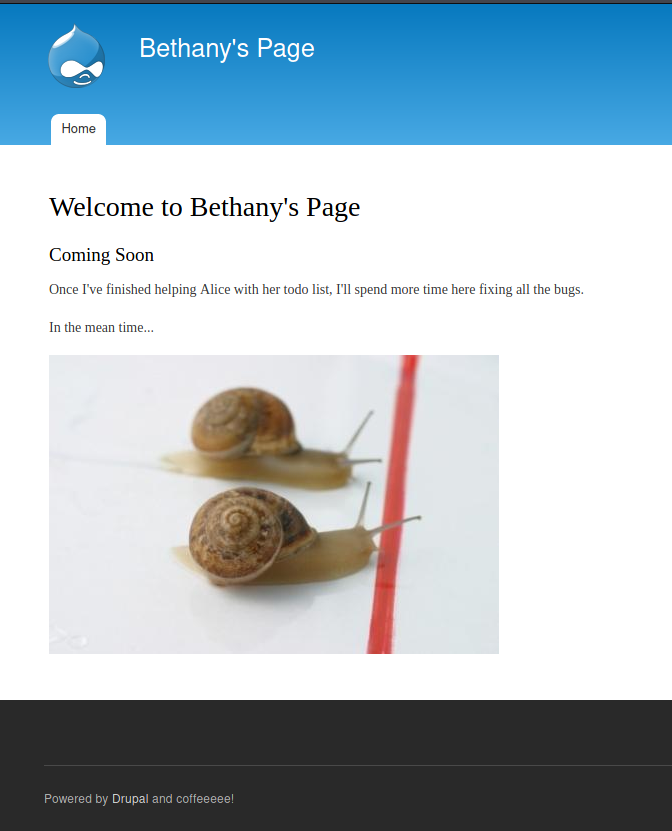 Bethany's Page
Home
Welcome to Bethany's Page
Coming Soon
Once I've finished helping Alice with her todo list, I'll spend more time here fixing all the bugs.
In the mean time...
Powered by Drupal and coffeeeee!